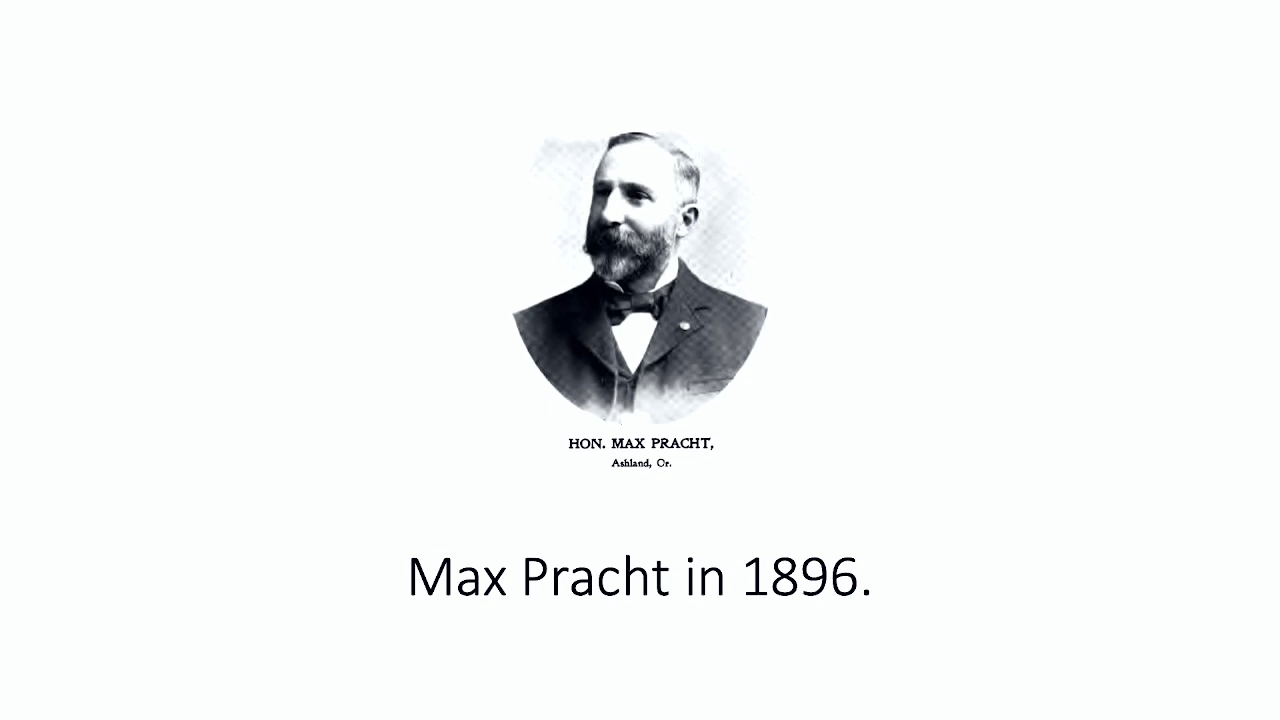 HON. MAX PRACHT,
Ashland, Or.
Max Pracht in 1896.